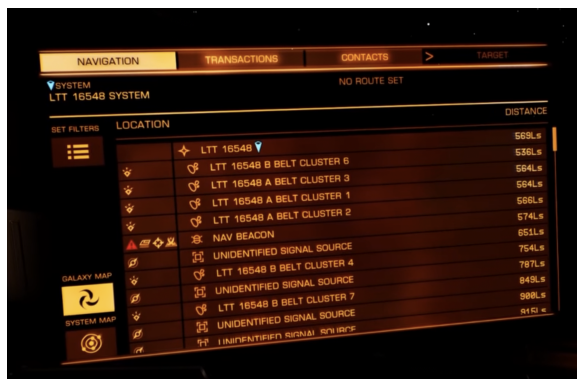 NAVIGATION TRANSACTIONS CONTACTS > TARGET
SYSTEM
LTT 16548 SYSTEM
NO ROUTE SET
SET FILTERS
LOCATION DISTANCE
LTT 16548 569Ls
LTT 16548 B BELT CLUSTER 6 536Ls
LTT 16548 A BELT CLUSTER 3 564Ls
LTT 16548 A BELT CLUSTER 1 564Ls
LTT 16548 A BELT CLUSTER 2 566Ls
NAV BEACON 574Ls
UNIDENTIFIED SIGNAL SOURCE 651Ls
LTT 16548 B BELT CLUSTER 4 754Ls
UNIDENTIFIED SIGNAL SOURCE 787Ls
LTT 16548 B BELT CLUSTER 7 849Ls
UNIDENTIFIED SIGNAL SOURCE 900Ls
UNIDENTIFIED SIGNAL SOURCE 915Ls
GALAXY MAP
SYSTEM MAP